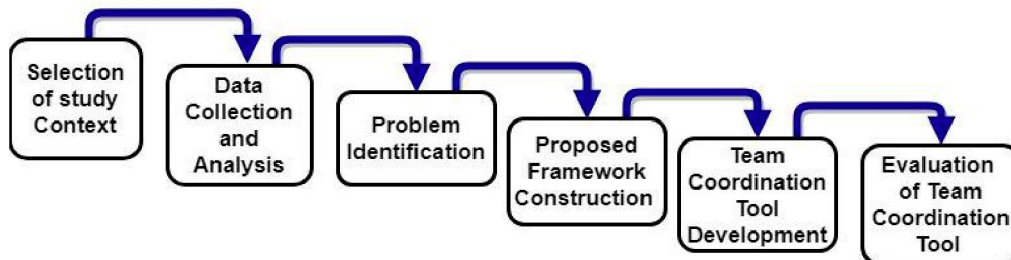 Selection
of study
Context
Data
Collection
and
Analysis
Problem
Identification
Proposed
Framework
Construction
Team
Coordination
Tool
Development
Evaluation
of Team
Coordination
Tool